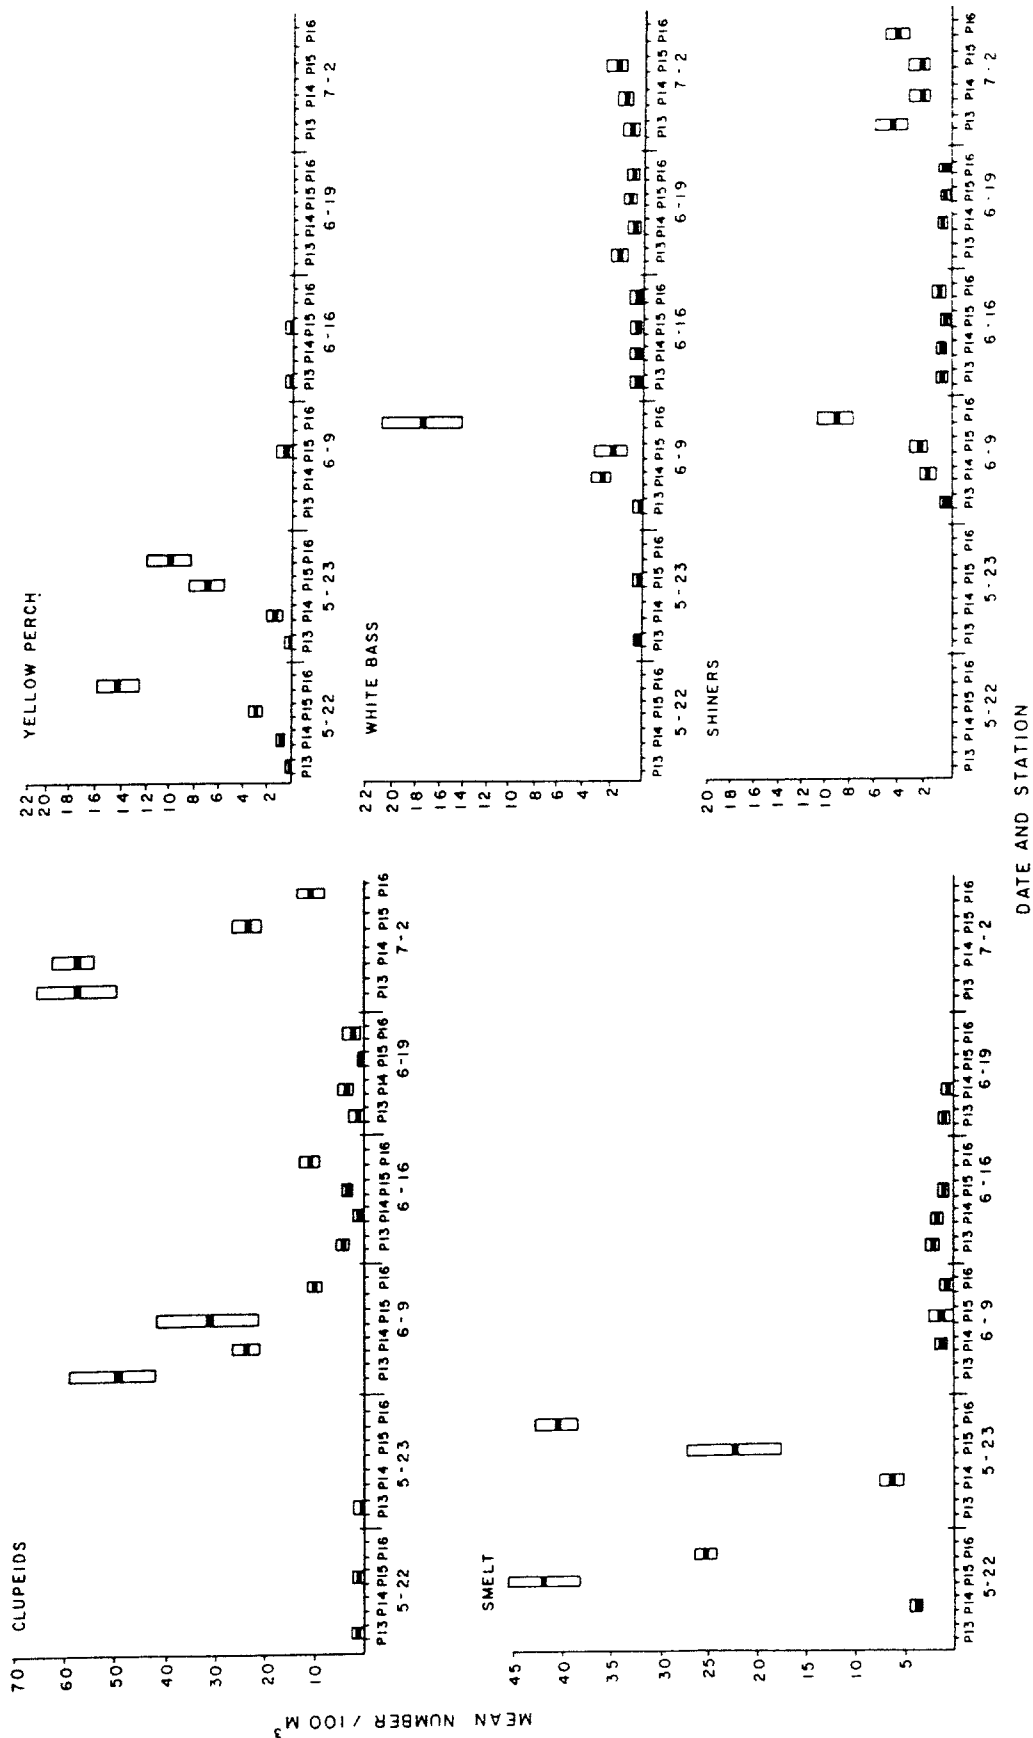 CLUPEIDS
70
60
50
40
30
20
10
P13 P14 P15 P16 P13 P14 P15 P16 P13 P14 P15 P16 P13 P14 P15 P16 P13 P14 P15 P16 P13 P14 P15 P16
5-22 5-23 6-9 6-16 6-19 7-2
SMELT
45
40
35
30
25
20
15
10
5
P13 P14 P15 P16 P13 P14 P15 P16 P13 P14 P15 P16 P13 P14 P15 P16 P13 P14 P15 P16 P13 P14 P15 P16
5-22 5-23 6-9 6-16 6-19 7-2
MEAN NUMBER / 100 M³
YELLOW PERCH
22
20
18
16
14
12
10
8
6
4
2
P13 P14 P15 P16 P13 P14 P15 P16 P13 P14 P15 P16 P13 P14 P15 P16 P13 P14 P15 P16 P13 P14 P15 P16
5-22 5-23 6-9 6-16 6-19 7-2
WHITE BASS
22
20
18
16
14
12
10
8
6
4
2
P13 P14 P15 P16 P13 P14 P15 P16 P13 P14 P15 P16 P13 P14 P15 P16 P13 P14 P15 P16 P13 P14 P15 P16
5-22 5-23 6-9 6-16 6-19 7-2
SHINERS
20
18
16
14
12
10
8
6
4
2
P13 P14 P15 P16 P13 P14 P15 P16 P13 P14 P15 P16 P13 P14 P15 P16 P13 P14 P15 P16 P13 P14 P15 P16
5-22 5-23 6-9 6-16 6-19 7-2
DATE AND STATION